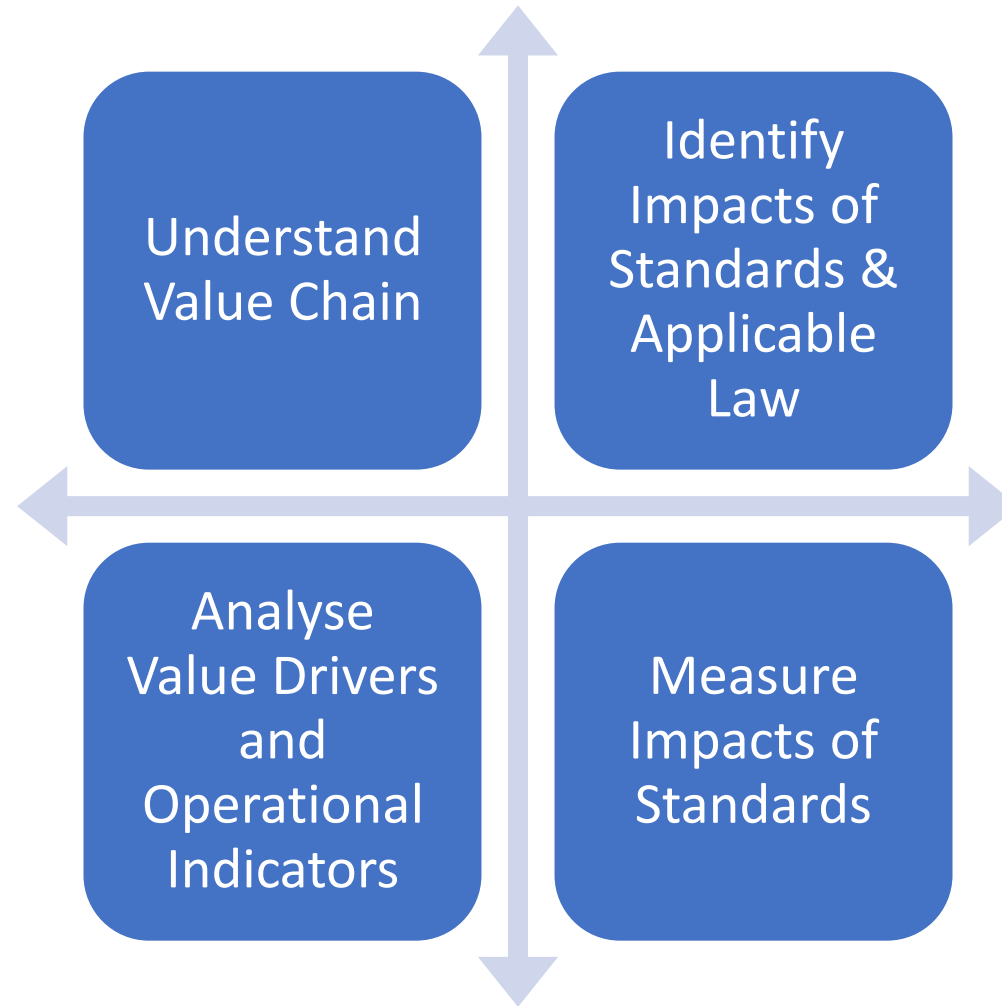 Understand
Value Chain
Identify
Impacts of
Standards &
Applicable
Law
Analyse
Value Drivers
and
Operational
Indicators
Measure
Impacts of
Standards